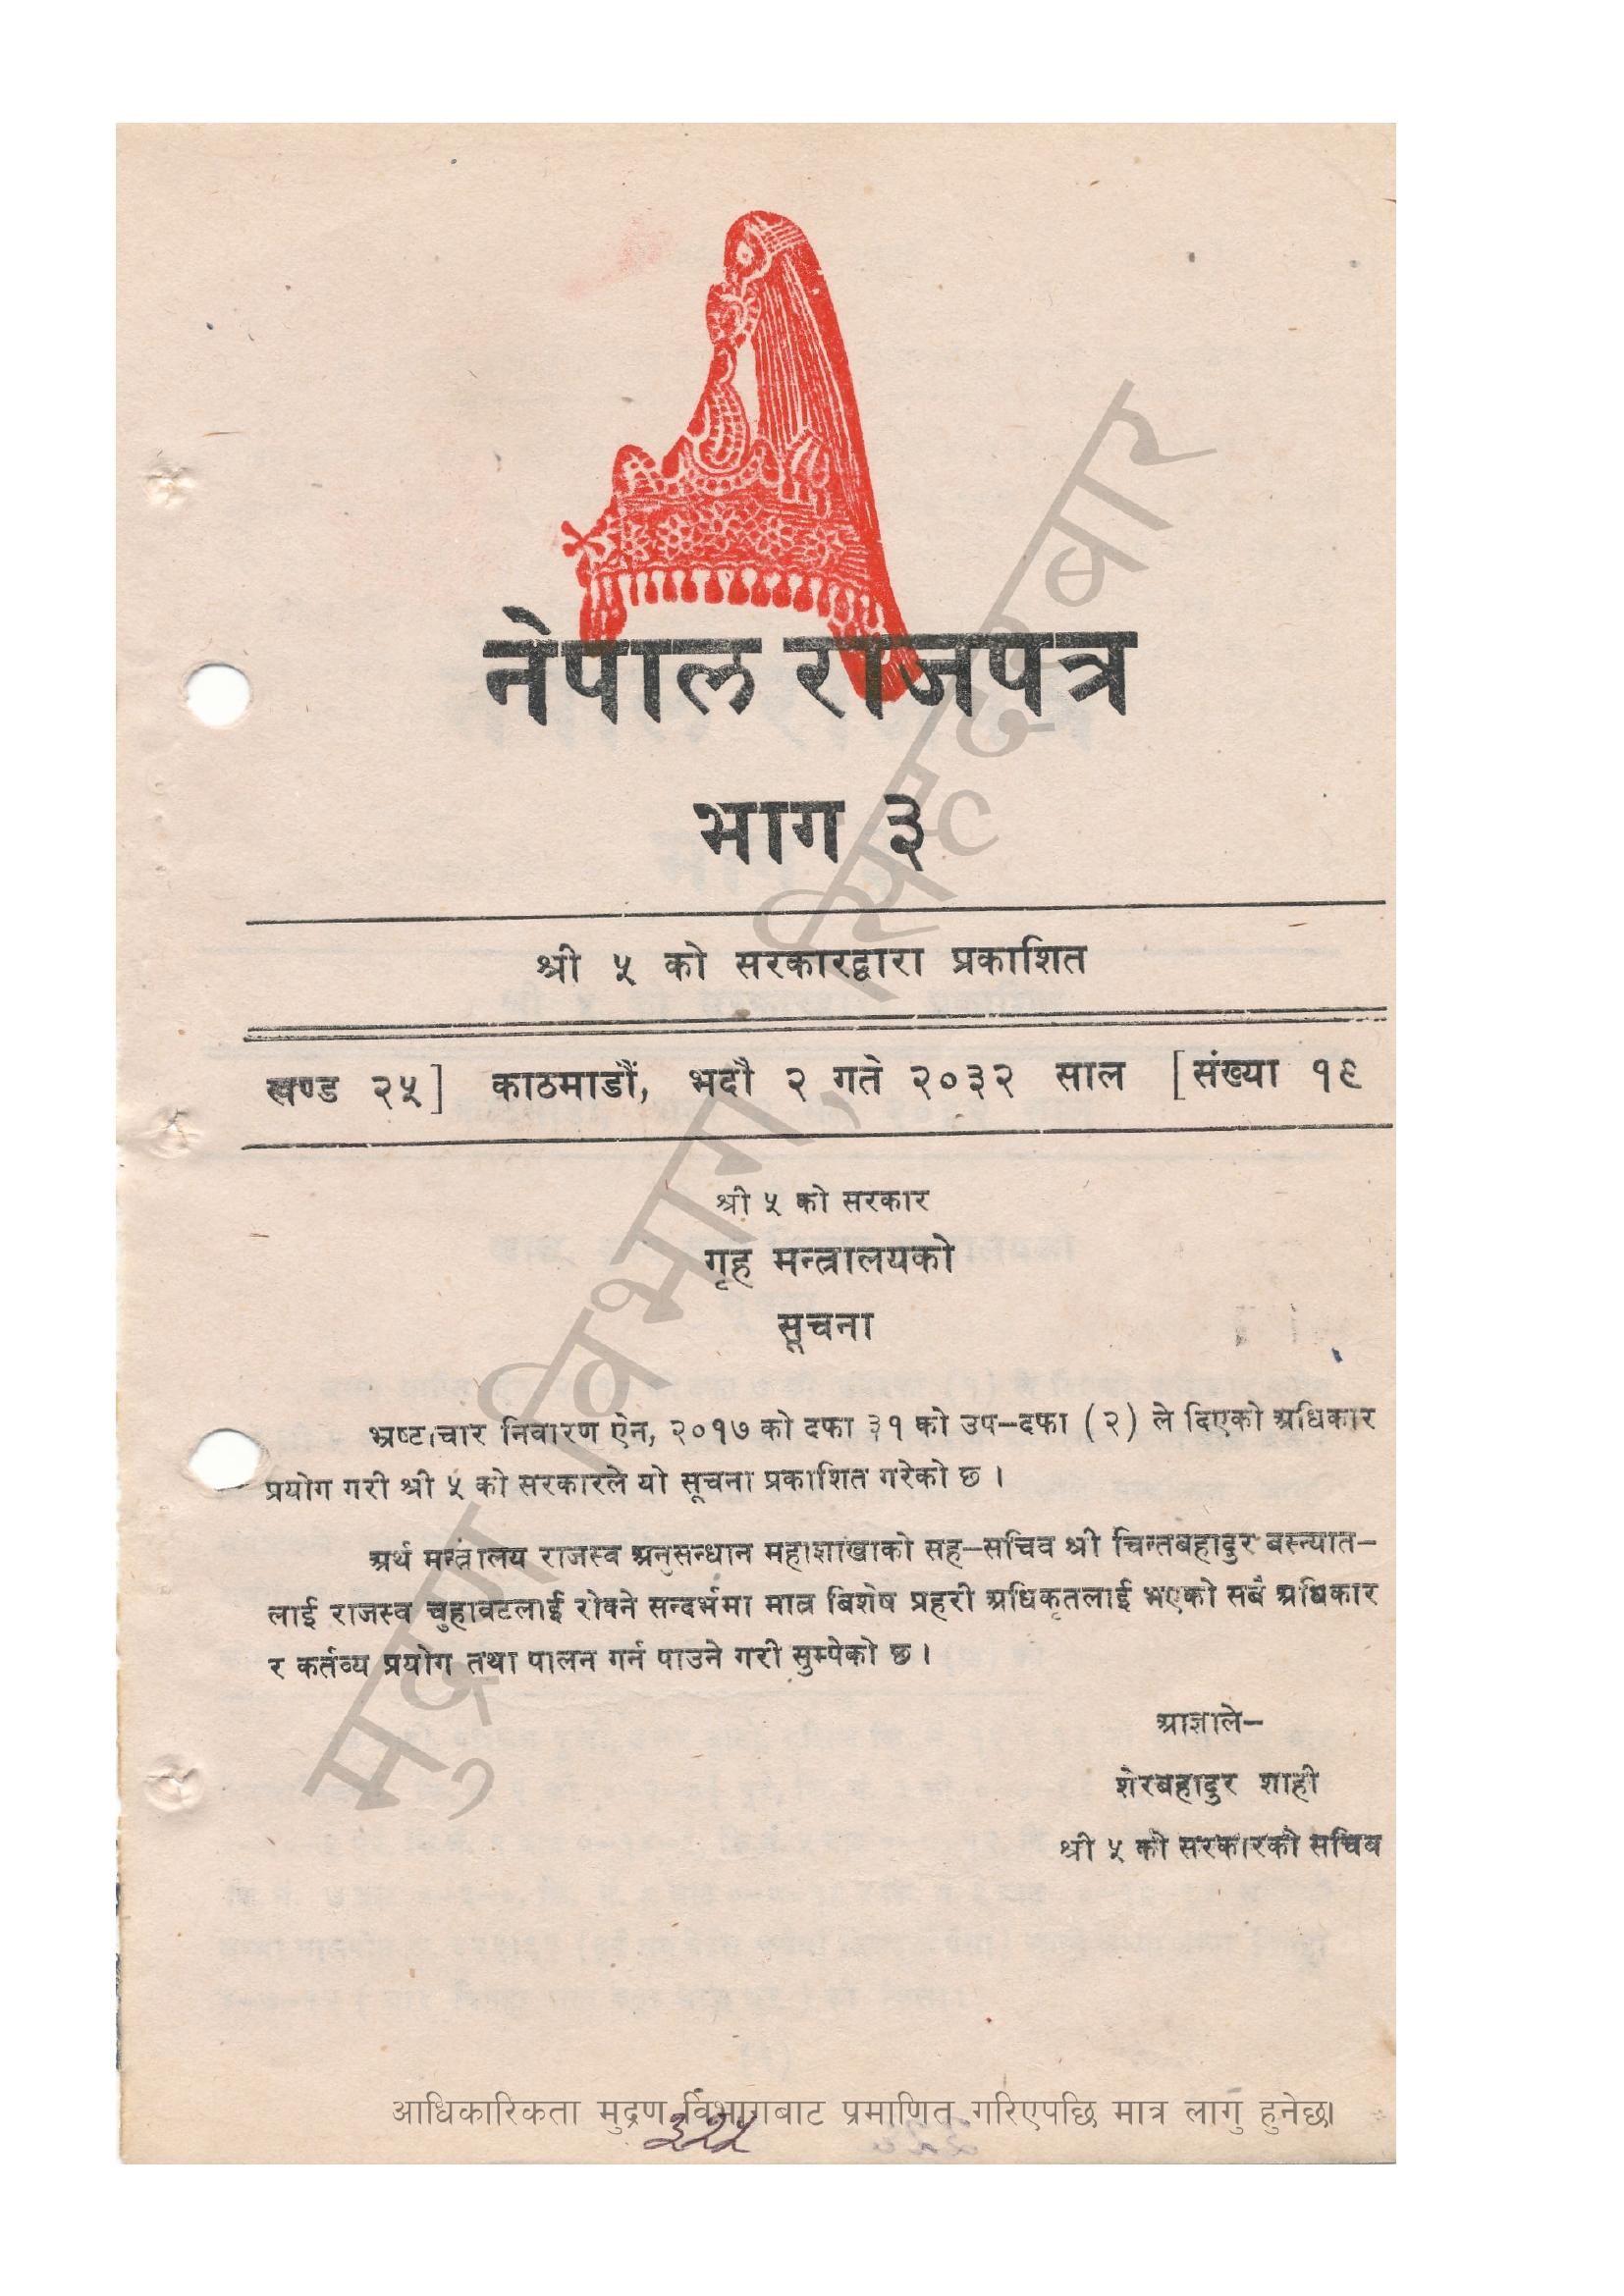 नेपाल राजपत्र
भाग ३
श्री ५ को सरकारद्वारा प्रकाशित
खण्ड २५] काठमाडौं, भदौ २ गते २०३२ साल [संख्या १९
श्री ५ को सरकार
गृह मन्त्रालयको
सूचना
भ्रष्टाचार निवारण ऐन, २०१७ को दफा ३१ को उप–दफा (२) ले दिएको अधिकार
प्रयोग गरी श्री ५ को सरकारले यो सूचना प्रकाशित गरेको छ ।
अर्थ मन्त्रालय राजस्व अनुसन्धान महाशाखाको सह–सचिव श्री चित्तबहादुर बस्न्यात–
लाई राजस्व चुहावटलाई रोक्ने सन्दर्भमा मात्र बिशेष प्रहरी अधिकृतलाई भएको सबै अधिकार
र कर्तव्य प्रयोग तथा पालन गर्न पाउने गरी सुम्पेको छ ।
आज्ञाले–
शेरबहादुर शाही
श्री ५ को सरकारको सचिव
मुद्रण विभाग, सिंहदरबार
आधिकारिकता मुद्रण विभागबाट प्रमाणित गरिएपछि मात्र लागु हुनेछ।
३२५